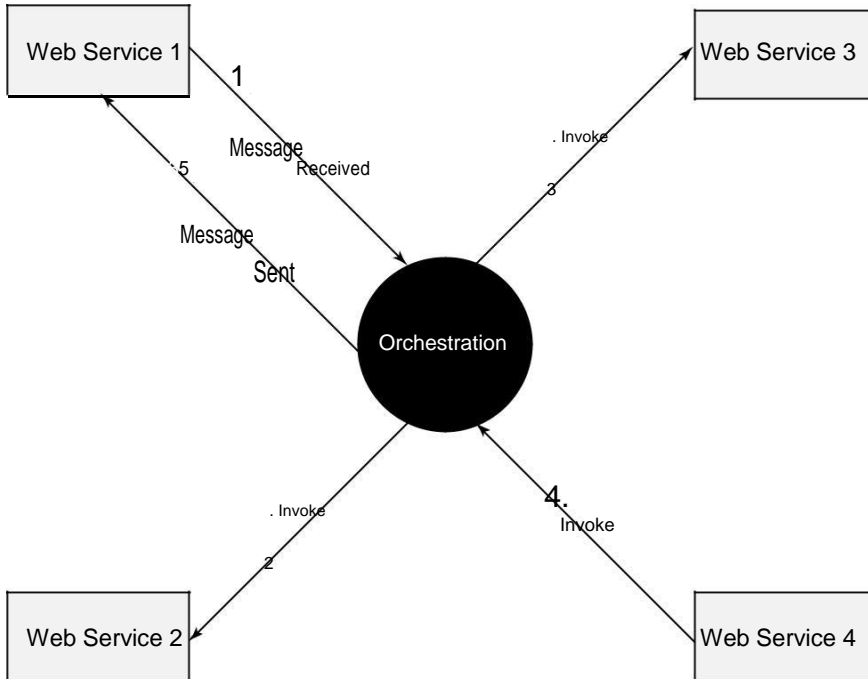 Web Service 1
Web Service 3
1
Message
Received
. Invoke
3
5
Message
Sent
Orchestration
. Invoke
2
4.
Invoke
Web Service 2
Web Service 4